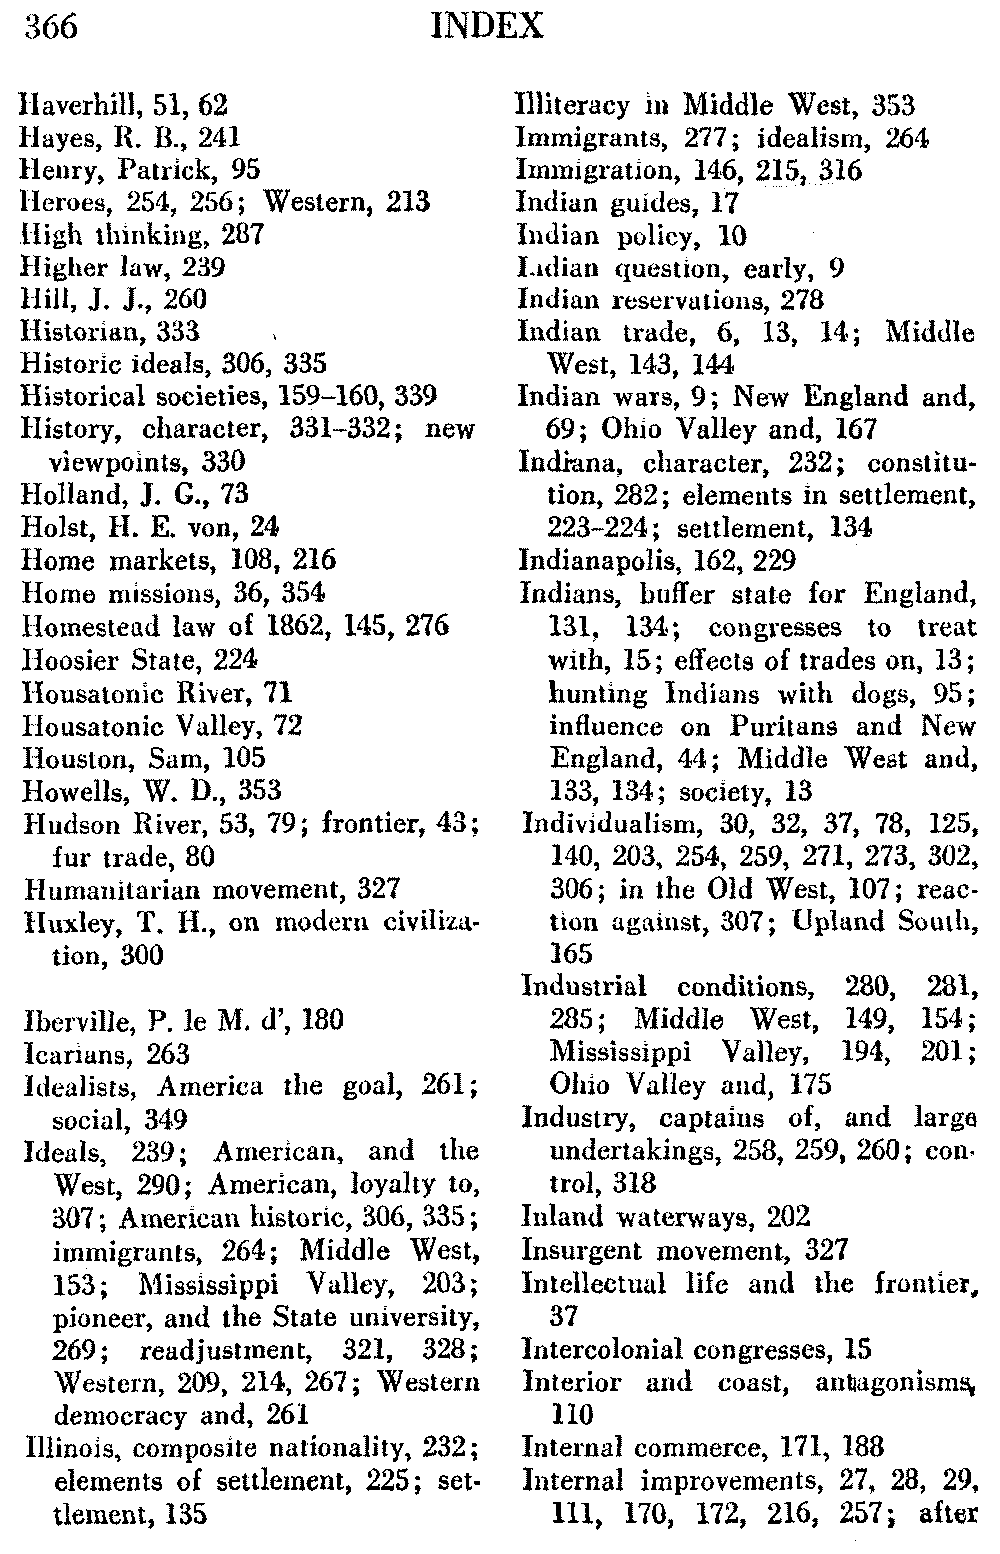 366
INDEX
Haverhill, 51, 62
Hayes, R. B., 241
Henry, Patrick, 95
Heroes, 254, 256; Western, 213
High thinking, 287
Higher law, 239
Hill, J. J., 260
Historian, 333
Historic ideals, 306, 335
Historical societies, 159–160, 339
History, character, 331–332; new
viewpoints, 330
Holland, J. G., 73
Holst, H. E. von, 24
Home markets, 108, 216
Home missions, 36, 354
Homestead law of 1862, 145, 276
Hoosier State, 224
Housatonic River, 71
Housatonic Valley, 72
Houston, Sam, 105
Howells, W. D., 353
Hudson River, 53, 79; frontier, 43;
fur trade, 80
Humanitarian movement, 327
Huxley, T. H., on modern civiliza-
tion, 300
Iberville, P. le M. d', 180
Icarians, 263
Idealists, America the goal, 261;
social, 349
Ideals, 239; American, and the
West, 290; American, loyalty to,
307; American historic, 306, 335;
immigrants, 264; Middle West,
153; Mississippi Valley, 203;
pioneer, and the State university,
269; readjustment, 321, 328;
Western, 209, 214, 267; Western
democracy and, 261
Illinois, composite nationality, 232;
elements of settlement, 225; set-
tlement, 135
Illiteracy in Middle West, 353
Immigrants, 277; idealism, 264
Immigration, 146, 215, 316
Indian guides, 17
Indian policy, 10
Indian question, early, 9
Indian reservations, 278
Indian trade, 6, 13, 14; Middle
West, 143, 144
Indian wars, 9; New England and,
69; Ohio Valley and, 167
Indiana, character, 232; constitu-
tion, 282; elements in settlement,
223–224; settlement, 134
Indianapolis, 162, 229
Indians, buffer state for England,
131, 134; congresses to treat
with, 15; effects of trades on, 13;
hunting Indians with dogs, 95;
influence on Puritans and New
England, 44; Middle West and,
133, 134; society, 13
Individualism, 30, 32, 37, 78, 125,
140, 203, 254, 259, 271, 273, 302,
306; in the Old West, 107; reac-
tion against, 307; Upland South,
165
Industrial conditions, 280, 281,
285; Middle West, 149, 154;
Mississippi Valley, 194, 201;
Ohio Valley and, 175
Industry, captains of, and large
undertakings, 258, 259, 260; con-
trol, 318
Inland waterways, 202
Insurgent movement, 327
Intellectual life and the frontier,
37
Intercolonial congresses, 15
Interior and coast, antagonisms,
110
Internal commerce, 171, 188
Internal improvements, 27, 28, 29,
111, 170, 172, 216, 257; after